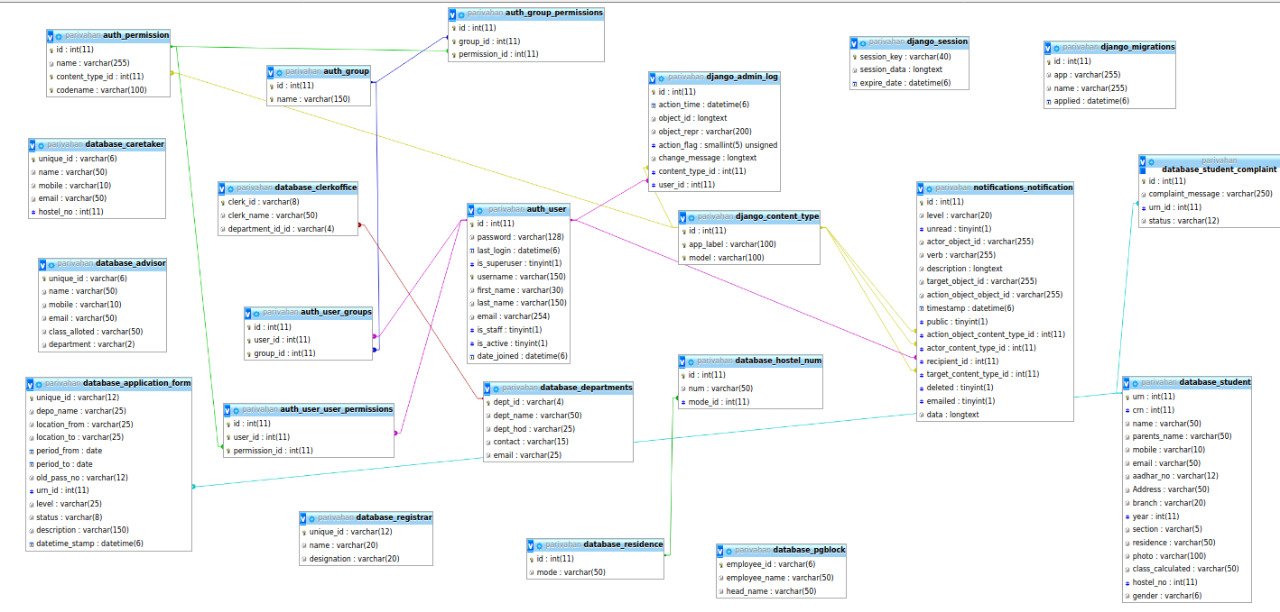 parivahan auth_permission
id : int(11)
name : varchar(255)
content_type_id : int(11)
codename : varchar(100)
parivahan auth_group_permissions
id : int(11)
group_id : int(11)
permission_id : int(11)
parivahan auth_group
id : int(11)
name : varchar(150)
parivahan django_session
session_key : varchar(40)
session_data : longtext
expire_date : datetime(6)
parivahan django_migrations
id : int(11)
app : varchar(255)
name : varchar(255)
applied : datetime(6)
parivahan django_admin_log
id : int(11)
action_time : datetime(6)
object_id : longtext
object_repr : varchar(200)
action_flag : smallint(5) unsigned
change_message : longtext
content_type_id : int(11)
user_id : int(11)
parivahan database_caretaker
unique_id : varchar(6)
name : varchar(50)
mobile : varchar(10)
email : varchar(50)
hostel_no : int(11)
parivahan database_clerkoffice
clerk_id : varchar(8)
clerk_name : varchar(50)
department_id_id : varchar(4)
parivahan auth_user
id : int(11)
password : varchar(128)
last_login : datetime(6)
is_superuser : tinyint(1)
username : varchar(150)
first_name : varchar(30)
last_name : varchar(150)
email : varchar(254)
is_staff : tinyint(1)
is_active : tinyint(1)
date_joined : datetime(6)
parivahan django_content_type
id : int(11)
app_label : varchar(100)
model : varchar(100)
parivahan notifications_notification
id : int(11)
level : varchar(20)
unread : tinyint(1)
actor_object_id : varchar(255)
verb : varchar(255)
description : longtext
target_object_id : varchar(255)
action_object_object_id : varchar(255)
timestamp : datetime(6)
public : tinyint(1)
action_object_content_type_id : int(11)
actor_content_type_id : int(11)
recipient_id : int(11)
target_content_type_id : int(11)
deleted : tinyint(1)
emailed : tinyint(1)
data : longtext
parivahan
database_student_complaint
id : int(11)
complaint_message : varchar(250)
urn_id : int(11)
status : varchar(12)
parivahan database_advisor
unique_id : varchar(6)
name : varchar(50)
mobile : varchar(10)
email : varchar(50)
class_alloted : varchar(50)
department : varchar(2)
parivahan auth_user_groups
id : int(11)
user_id : int(11)
group_id : int(11)
parivahan database_hostel_num
id : int(11)
num : varchar(50)
mode_id : int(11)
parivahan database_application_form
unique_id : varchar(12)
depo_name : varchar(25)
location_from : varchar(25)
location_to : varchar(25)
period_from : date
period_to : date
old_pass_no : varchar(12)
urn_id : int(11)
level : varchar(25)
status : varchar(8)
description : varchar(150)
datetime_stamp : datetime(6)
parivahan auth_user_user_permissions
id : int(11)
user_id : int(11)
permission_id : int(11)
parivahan database_departments
dept_id : varchar(4)
dept_name : varchar(50)
dept_hod : varchar(25)
contact : varchar(15)
email : varchar(25)
parivahan database_student
urn : int(11)
crn : int(11)
name : varchar(50)
parents_name : varchar(50)
mobile : varchar(10)
email : varchar(50)
aadhar_no : varchar(12)
Address : varchar(50)
branch : varchar(20)
year : int(11)
section : varchar(5)
residence : varchar(50)
photo : varchar(100)
class_calculated : varchar(50)
hostel_no : int(11)
gender : varchar(6)
parivahan database_registrar
unique_id : varchar(12)
name : varchar(20)
designation : varchar(20)
parivahan database_residence
id : int(11)
mode : varchar(50)
parivahan database_pgblock
employee_id : varchar(6)
employee_name : varchar(50)
head_name : varchar(50)